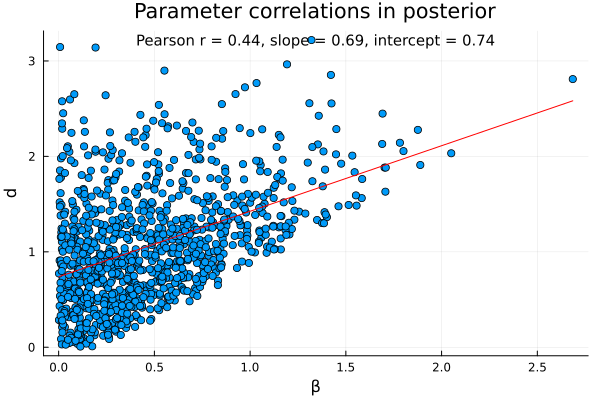 Parameter correlations in posterior
Pearson r = 0.44, slope = 0.69, intercept = 0.74
3
2
d
1
0
0.0 0.5 1.0 1.5 2.0 2.5
β